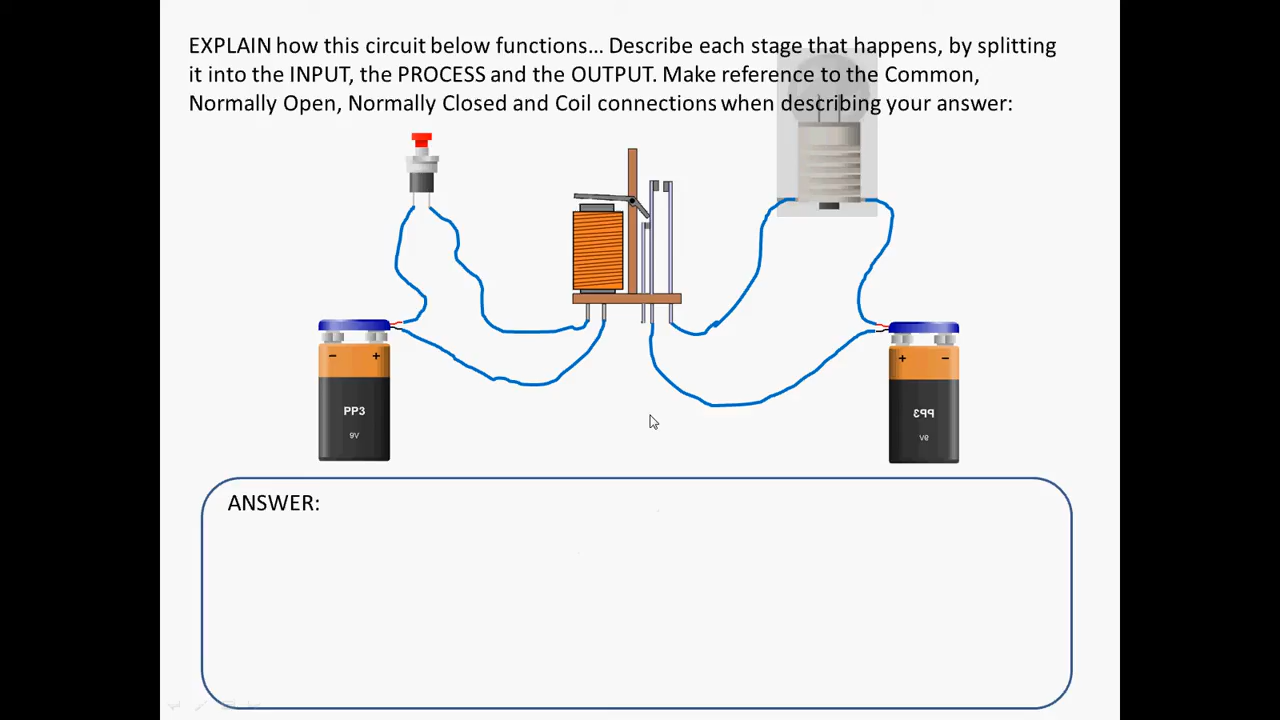 EXPLAIN how this circuit below functions... Describe each stage that happens, by splitting
it into the INPUT, the PROCESS and the OUTPUT. Make reference to the Common,
Normally Open, Normally Closed and Coil connections when describing your answer:
− +
PP3
9V
+ −
PP3
9V
ANSWER: